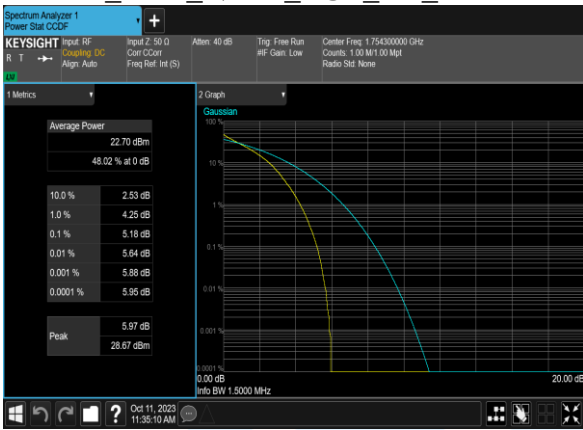 Spectrum Analyzer 1
Power Stat CCDF
KEYSIGHT
R T
LW
Input: RF
Coupling: DC
Align: Auto
Input Z: 50 Ω
Corr CCorr
Freq Ref: Int (S)
Atten: 40 dB
Trig: Free Run
#IF Gain: Low
Center Freq: 1.754300000 GHz
Counts: 1.00 M/1.00 Mpt
Radio Std: None
1 Metrics
Average Power
22.70 dBm
48.02 % at 0 dB
10.0 % 2.53 dB
1.0 % 4.25 dB
0.1 % 5.18 dB
0.01 % 5.64 dB
0.001 % 5.88 dB
0.0001 % 5.95 dB
Peak
5.97 dB
28.67 dBm
2 Graph
Gaussian
100 %
10 %
1 %
0.1 %
0.01 %
0.001 %
0.0001 %
0.00 dB
20.00 dB
Info BW 1.5000 MHz
?
Oct 11, 2023
11:35:10 AM